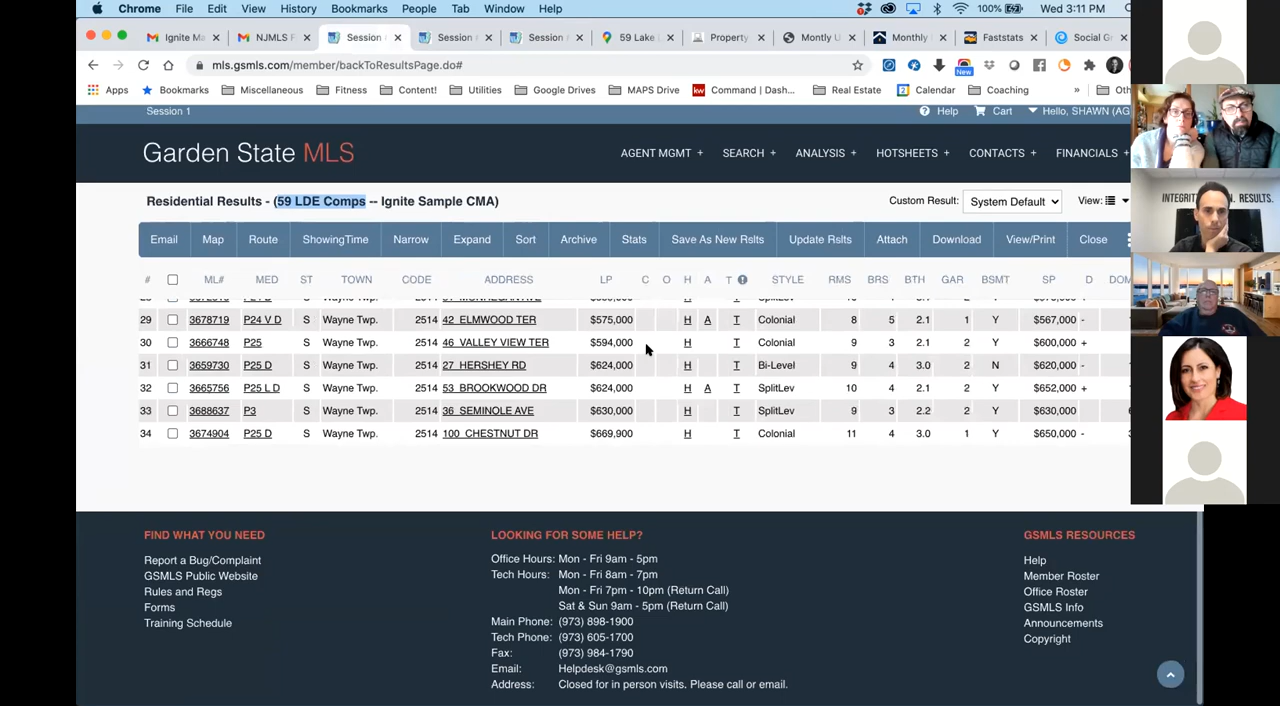 Chrome File Edit View History Bookmarks People Tab Window Help 100% Wed 3:11 PM
Ignite Ma NJMLS F Session Session Session 59 Lake L Property Montly U Monthly Faststats Social Gr
mls.gsmls.com/member/backToResultsPage.do# New
Apps Bookmarks Miscellaneous Fitness Content! Utilities Google Drives MAPS Drive kw Command | Dash... Real Estate 2 Calendar Coaching » Oth
Session 1 Help Cart Hello, SHAWN (AG
Garden State MLS AGENT MGMT + SEARCH + ANALYSIS + HOTSHEETS + CONTACTS + FINANCIALS +
Residential Results - (59 LDE Comps -- Ignite Sample CMA) Custom Result: System Default View:
Email Map Route ShowingTime Narrow Expand Sort Archive Stats Save As New Rslts Update Rslts Attach Download View/Print Close
# ML# MED ST TOWN CODE ADDRESS LP C O H A T STYLE RMS BRS BTH GAR BSMT SP D DOM
29 3678719 P24 V D S Wayne Twp. 2514 42 ELMWOOD TER $575,000 H A T Colonial 8 5 2.1 1 Y $567,000 -
30 3666748 P25 S Wayne Twp. 2514 46 VALLEY VIEW TER $594,000 H T Colonial 9 3 2.1 2 Y $600,000 +
31 3659730 P25 D S Wayne Twp. 2514 27 HERSHEY RD $624,000 H T Bi-Level 9 4 3.0 2 N $620,000 -
32 3665756 P25 L D S Wayne Twp. 2514 53 BROOKWOOD DR $624,000 H A T SplitLev 10 4 2.1 2 Y $652,000 +
33 3688637 P3 S Wayne Twp. 2514 36 SEMINOLE AVE $630,000 H T SplitLev 9 3 2.2 2 Y $630,000
34 3674904 P25 D S Wayne Twp. 2514 100 CHESTNUT DR $669,900 H T Colonial 11 4 3.0 1 Y $650,000 -
FIND WHAT YOU NEED
Report a Bug/Complaint
GSMLS Public Website
Rules and Regs
Forms
Training Schedule
LOOKING FOR SOME HELP?
Office Hours: Mon - Fri 9am - 5pm
Tech Hours: Mon - Fri 8am - 7pm
Mon - Fri 7pm - 10pm (Return Call)
Sat & Sun 9am - 5pm (Return Call)
Main Phone: (973) 898-1900
Tech Phone: (973) 605-1700
Fax: (973) 984-1790
Email: Helpdesk@gsmls.com
Address: Closed for in person visits. Please call or email.
GSMLS RESOURCES
Help
Member Roster
Office Roster
GSMLS Info
Announcements
Copyright
INTEGRIT N. RESULTS.